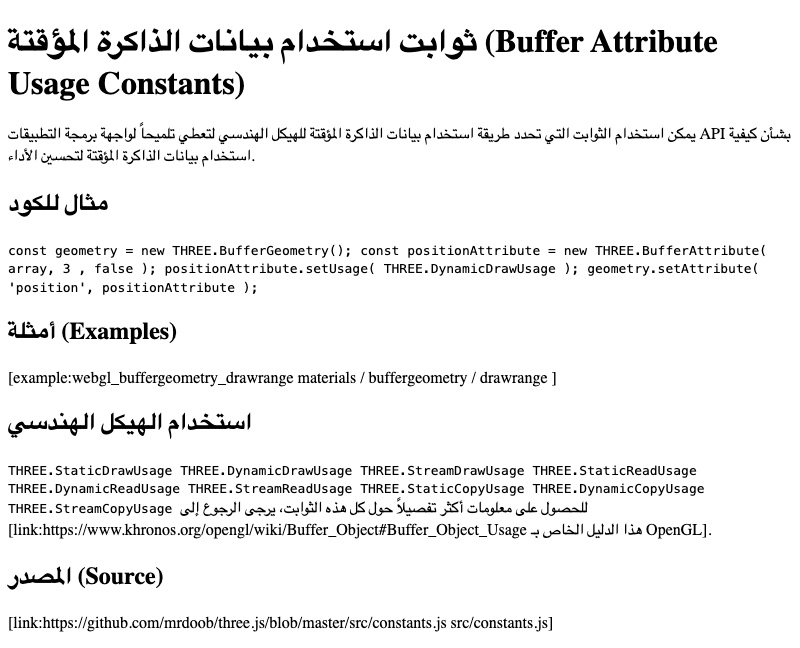 ثوابت استخدام بيانات الذاكرة المؤقتة (Buffer Attribute
Usage Constants)
يمكن استخدام الثوابت التي تحدد طريقة استخدام بيانات الذاكرة المؤقتة للهيكل الهندسي لتعطي تلميحاً لواجهة برمجة التطبيقات API بشأن كيفية
استخدام بيانات الذاكرة المؤقتة لتحسين الأداء.
مثال للكود
const geometry = new THREE.BufferGeometry(); const positionAttribute = new THREE.BufferAttribute(
array, 3 , false ); positionAttribute.setUsage( THREE.DynamicDrawUsage ); geometry.setAttribute(
'position', positionAttribute );
أمثلة (Examples)
[example:webgl_buffergeometry_drawrange materials / buffergeometry / drawrange ]
استخدام الهيكل الهندسي
THREE.StaticDrawUsage THREE.DynamicDrawUsage THREE.StreamDrawUsage THREE.StaticReadUsage
THREE.DynamicReadUsage THREE.StreamReadUsage THREE.StaticCopyUsage THREE.DynamicCopyUsage
THREE.StreamCopyUsage للحصول على معلومات أكثر تفصيلاً حول كل هذه الثوابت، يرجى الرجوع إلى
[link:https://www.khronos.org/opengl/wiki/Buffer_Object#Buffer_Object_Usage هذا الدليل الخاص بـ OpenGL].
المصدر (Source)
[link:https://github.com/mrdoob/three.js/blob/master/src/constants.js src/constants.js]